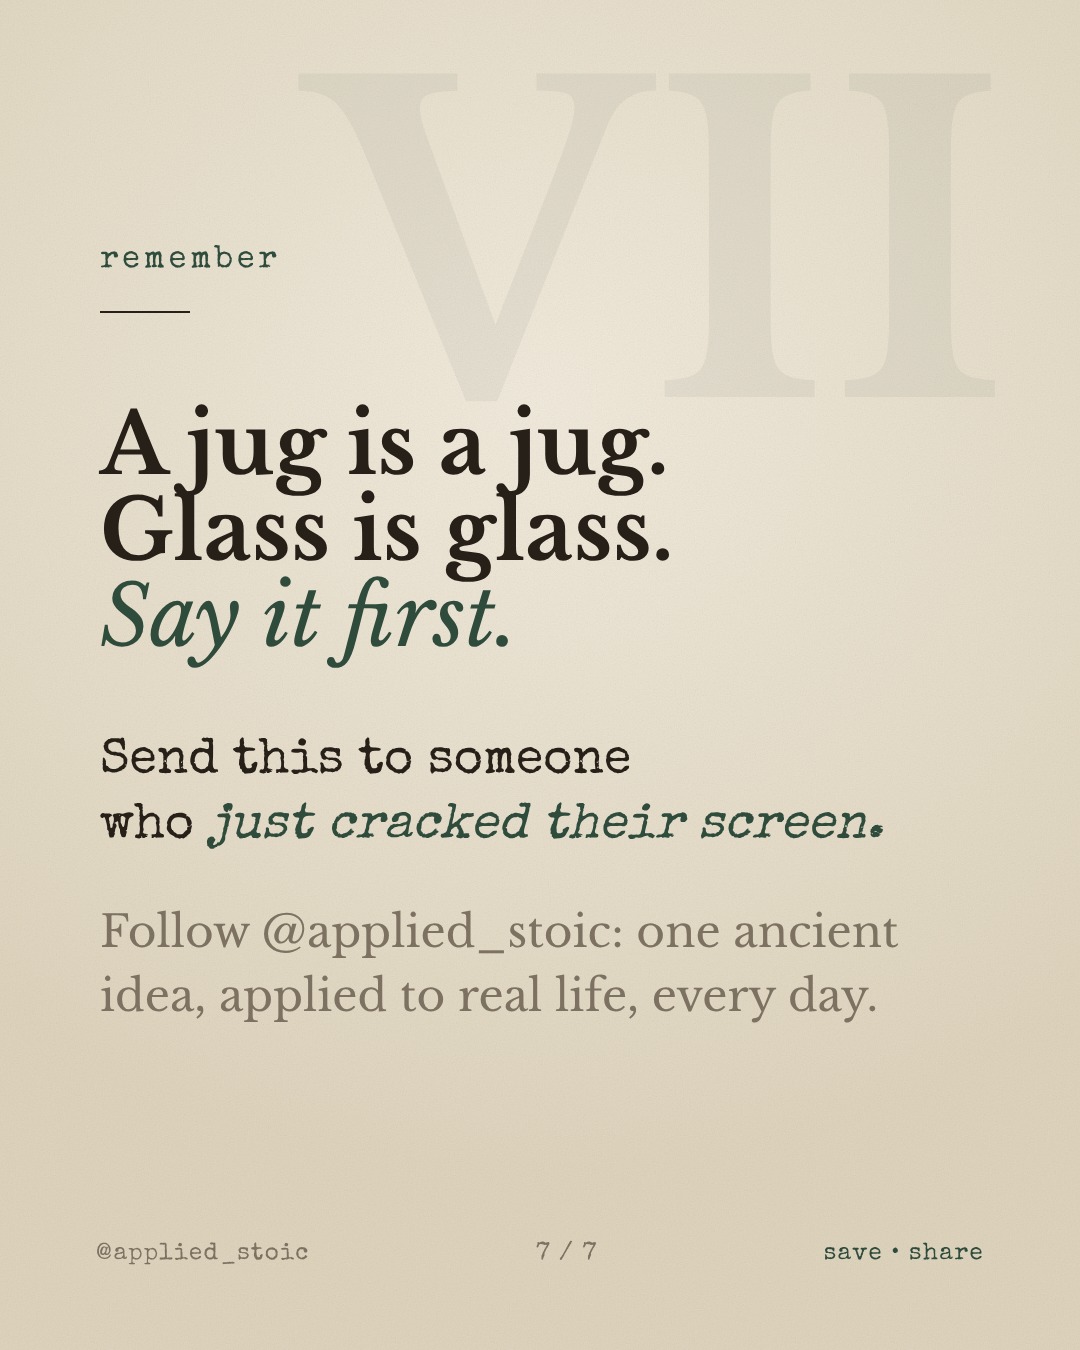 VII
remember
A jug is a jug.
Glass is glass.
Say it first.
Send this to someone
who just cracked their screen.
Follow @applied_stoic: one ancient
idea, applied to real life, every day.
@applied_stoic 7 / 7 save • share